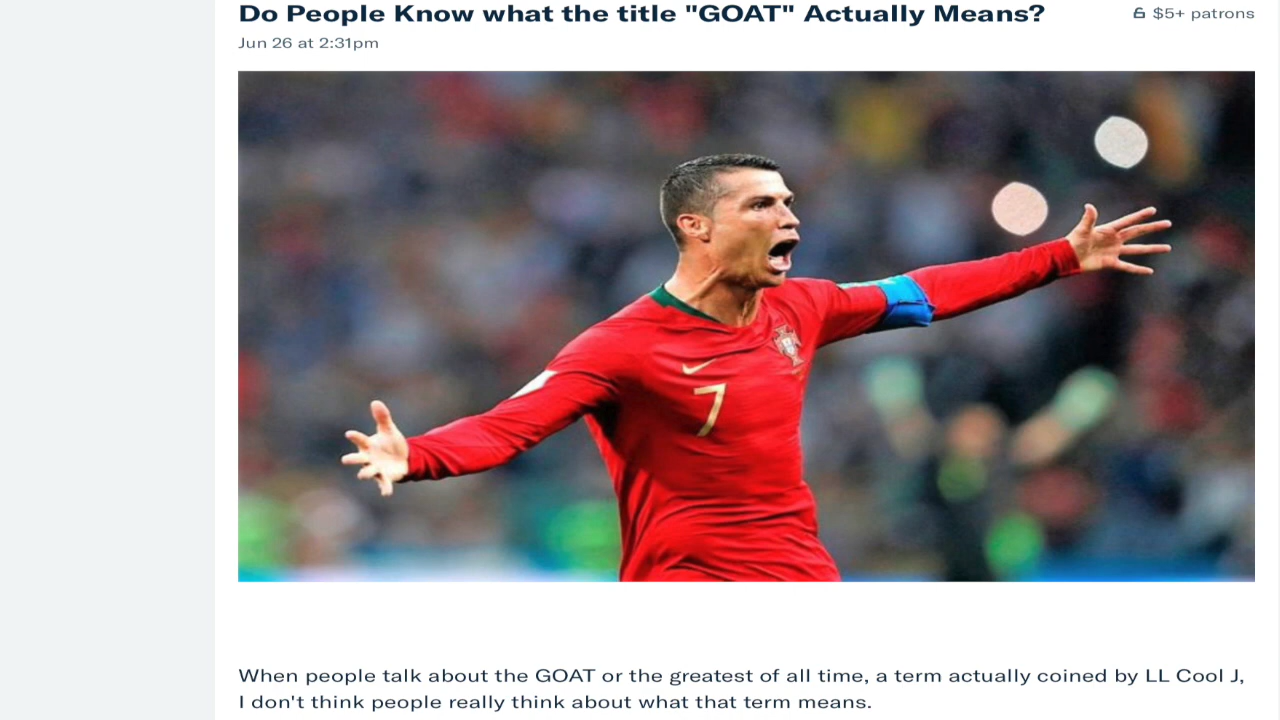 Do People Know what the title "GOAT" Actually Means?
$5+ patrons
Jun 26 at 2:31pm
7
When people talk about the GOAT or the greatest of all time, a term actually coined by LL Cool J,
I don't think people really think about what that term means.